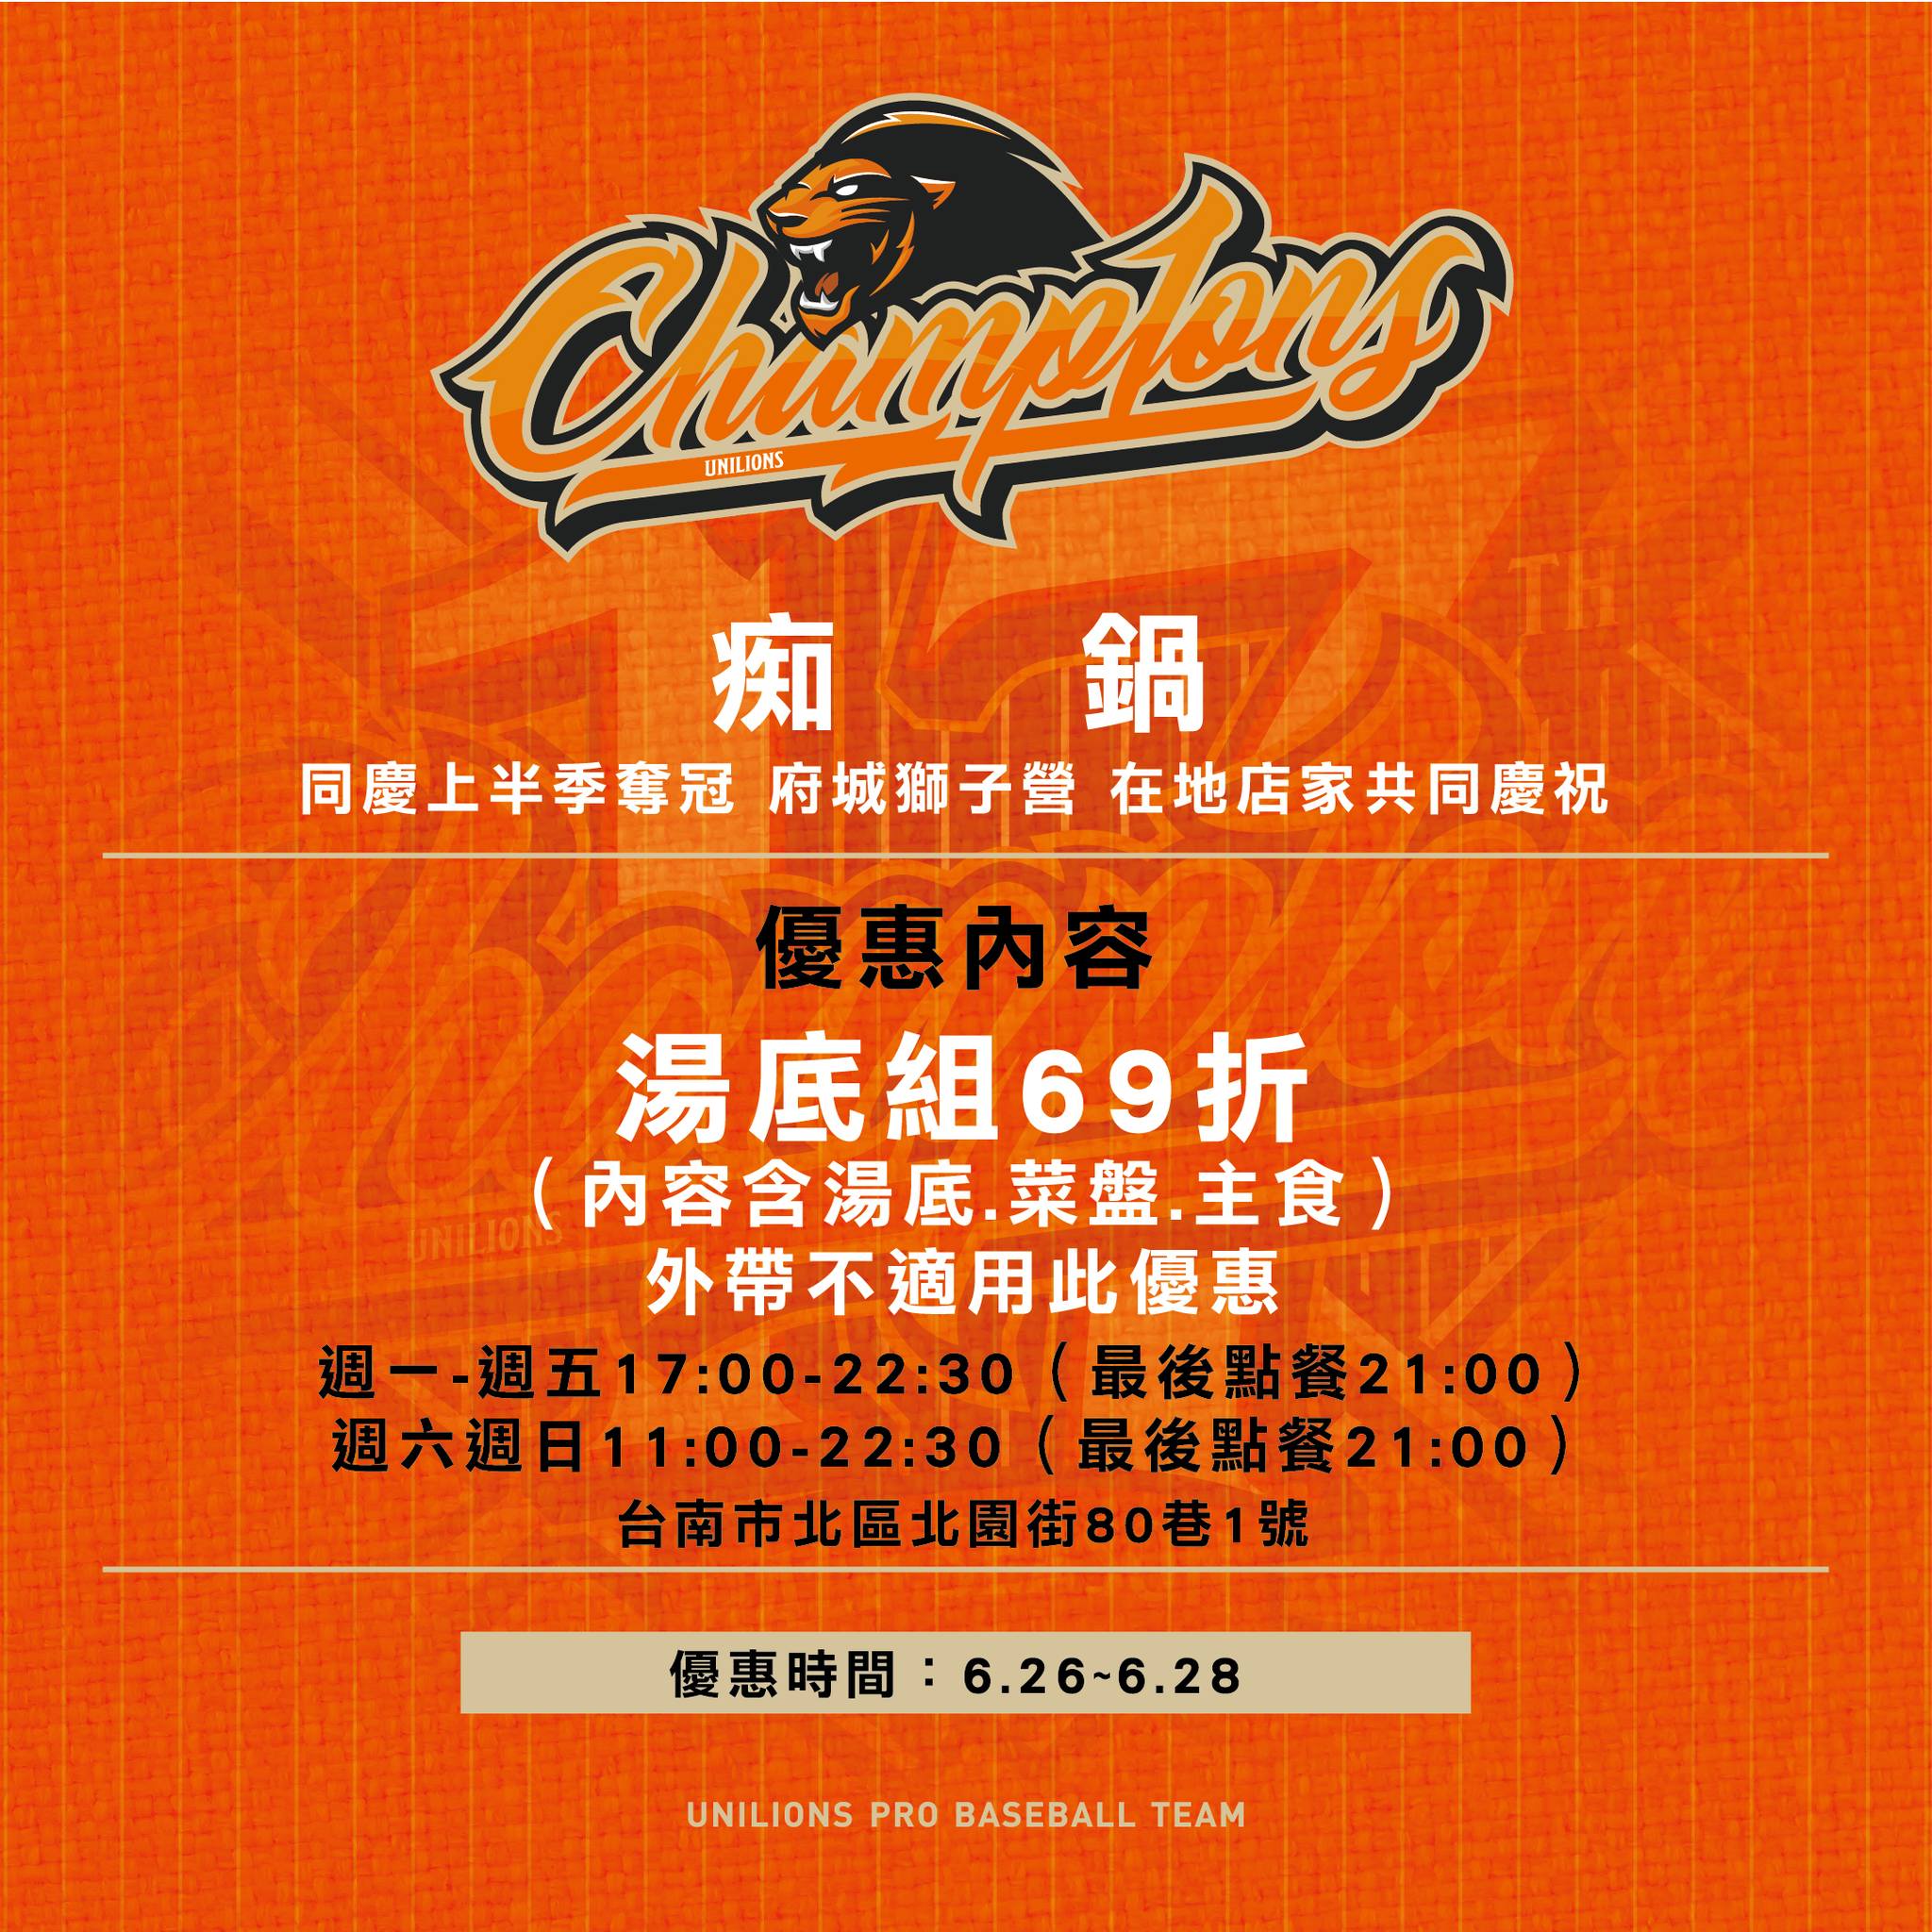 Champ1ons
UNILIONS
17TH
痴 鍋
同慶上半季奪冠 府城獅子營 在地店家共同慶祝
優惠內容
湯底組69折
（內容含湯底.菜盤.主食）
UNILIONS
外帶不適用此優惠
週一-週五17:00-22:30（最後點餐21:00）
週六週日11:00-22:30（最後點餐21:00）
台南市北區北園街80巷1號
優惠時間：6.26~6.28
UNILIONS PRO BASEBALL TEAM